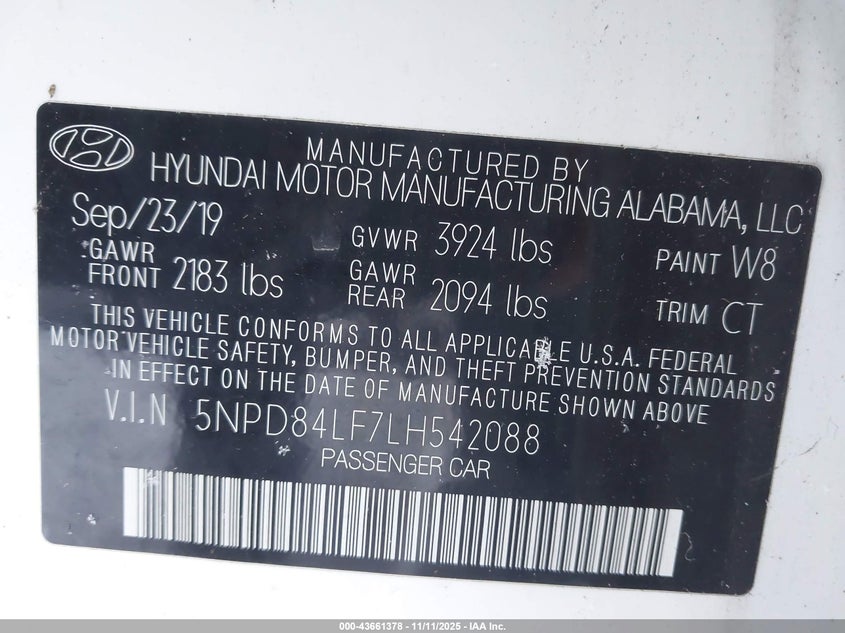 MANUFACTURED BY
HYUNDAI MOTOR MANUFACTURING ALABAMA, LLC
Sep/23/19 GVWR 3924 lbs PAINT W8
GAWR FRONT 2183 lbs GAWR REAR 2094 lbs TRIM CT
THIS VEHICLE CONFORMS TO ALL APPLICABLE U.S.A. FEDERAL
MOTOR VEHICLE SAFETY, BUMPER, AND THEFT PREVENTION STANDARDS
IN EFFECT ON THE DATE OF MANUFACTURE SHOWN ABOVE
V.I.N 5NPD84LF7LH542088
PASSENGER CAR
000-43661378 - 11/11/2025 - IAA Inc.